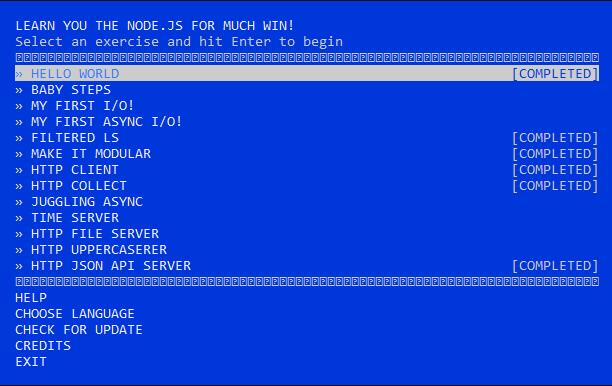 LEARN YOU THE NODE.JS FOR MUCH WIN!
Select an exercise and hit Enter to begin
» HELLO WORLD [COMPLETED]
» BABY STEPS
» MY FIRST I/O!
» MY FIRST ASYNC I/O!
» FILTERED LS [COMPLETED]
» MAKE IT MODULAR [COMPLETED]
» HTTP CLIENT [COMPLETED]
» HTTP COLLECT [COMPLETED]
» JUGGLING ASYNC
» TIME SERVER
» HTTP FILE SERVER
» HTTP UPPERCASERER
» HTTP JSON API SERVER [COMPLETED]
HELP
CHOOSE LANGUAGE
CHECK FOR UPDATE
CREDITS
EXIT